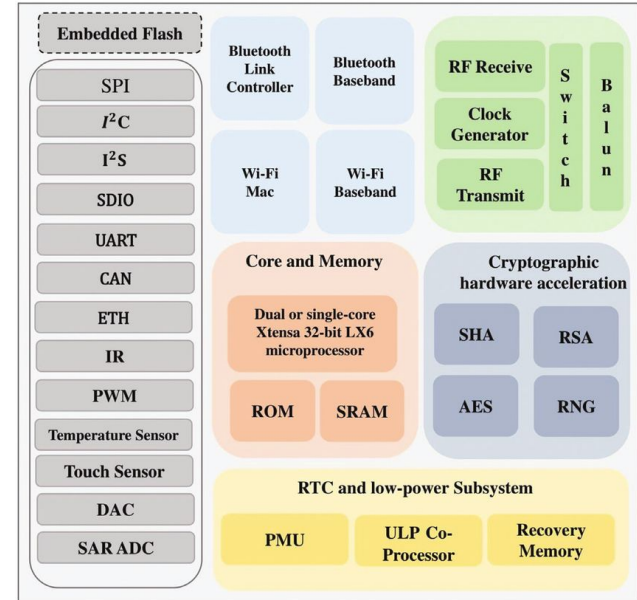 Embedded Flash
SPI
I²C
I²S
SDIO
UART
CAN
ETH
IR
PWM
Temperature Sensor
Touch Sensor
DAC
SAR ADC
Bluetooth
Link
Controller
Bluetooth
Baseband
Wi-Fi
Mac
Wi-Fi
Baseband
RF Receive
Clock
Generator
RF
Transmit
Switch
Balun
Core and Memory
Dual or single-core
Xtensa 32-bit LX6
microprocessor
ROM
SRAM
Cryptographic
hardware acceleration
SHA
RSA
AES
RNG
RTC and low-power Subsystem
PMU
ULP Co-
Processor
Recovery
Memory